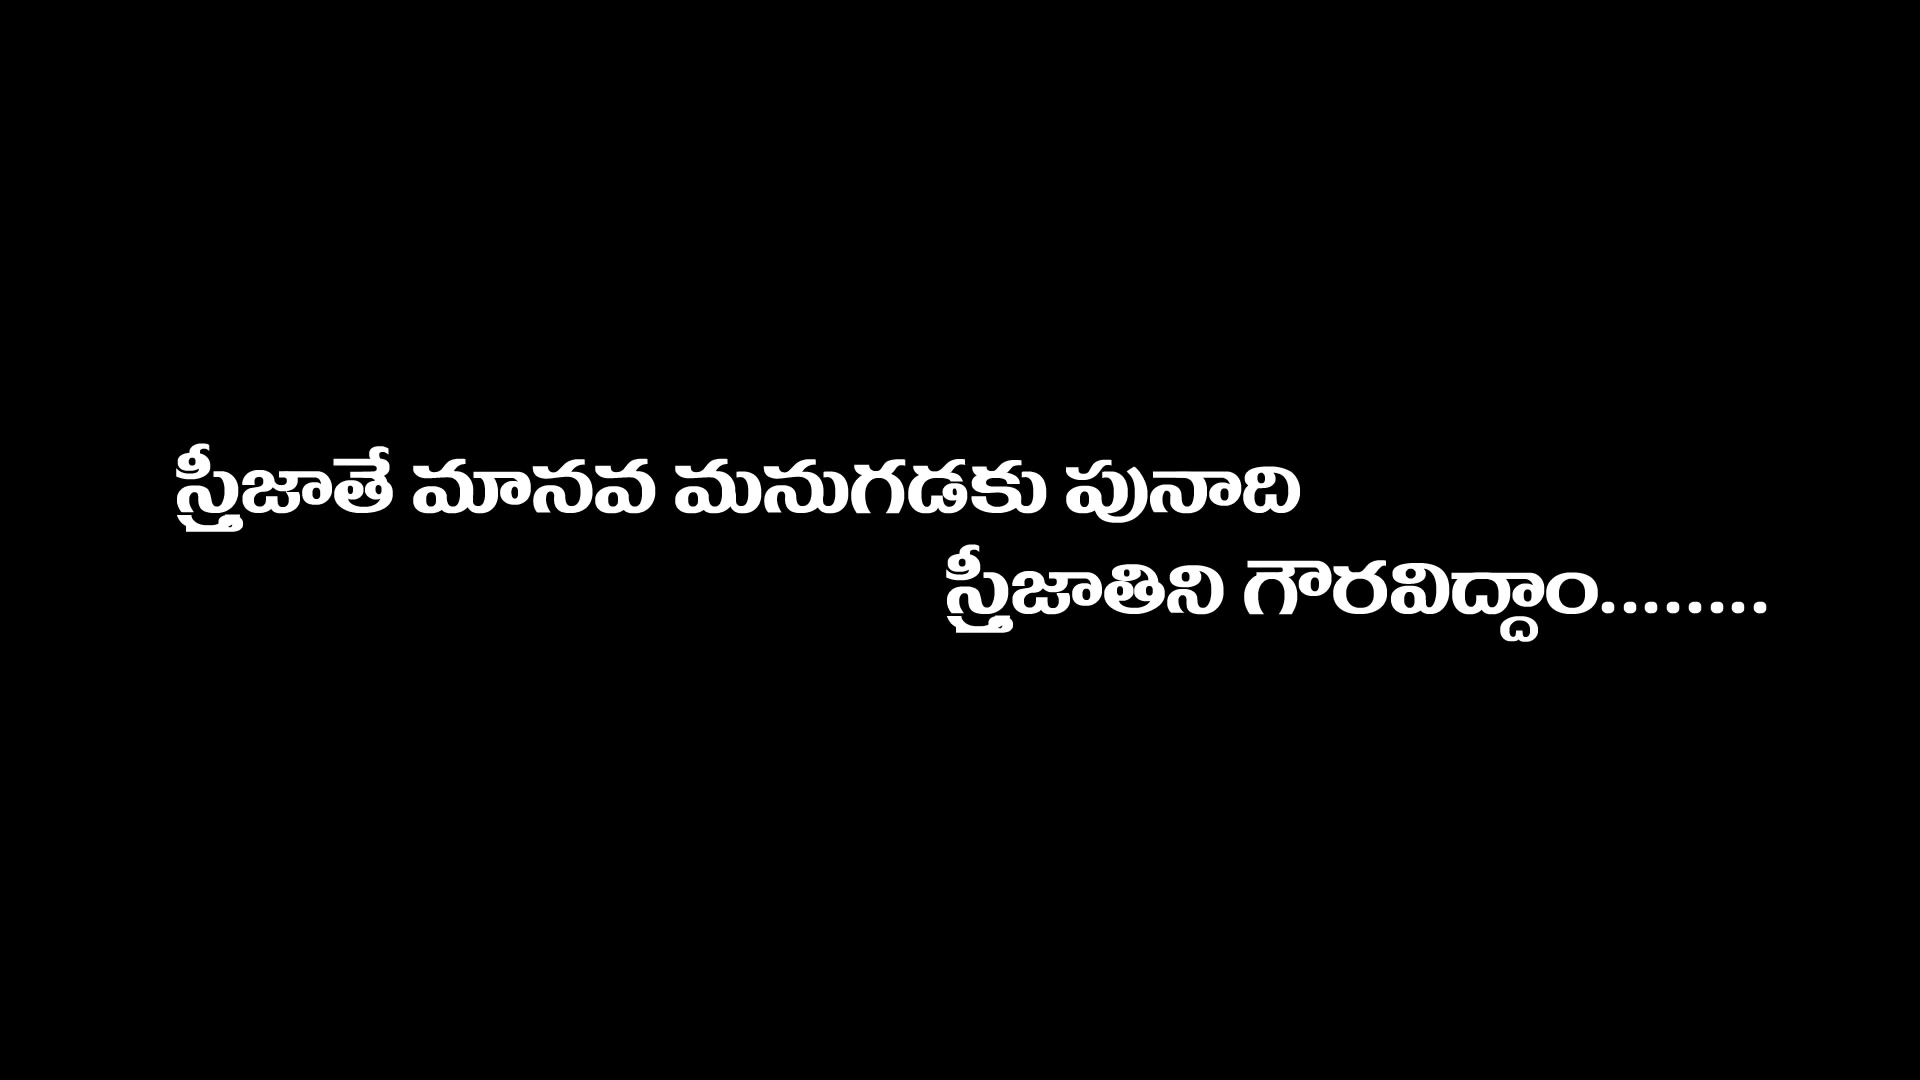 స్త్రీజాతే మానవ మనుగడకు పునాది
స్త్రీజాతిని గౌరవిద్దాం........